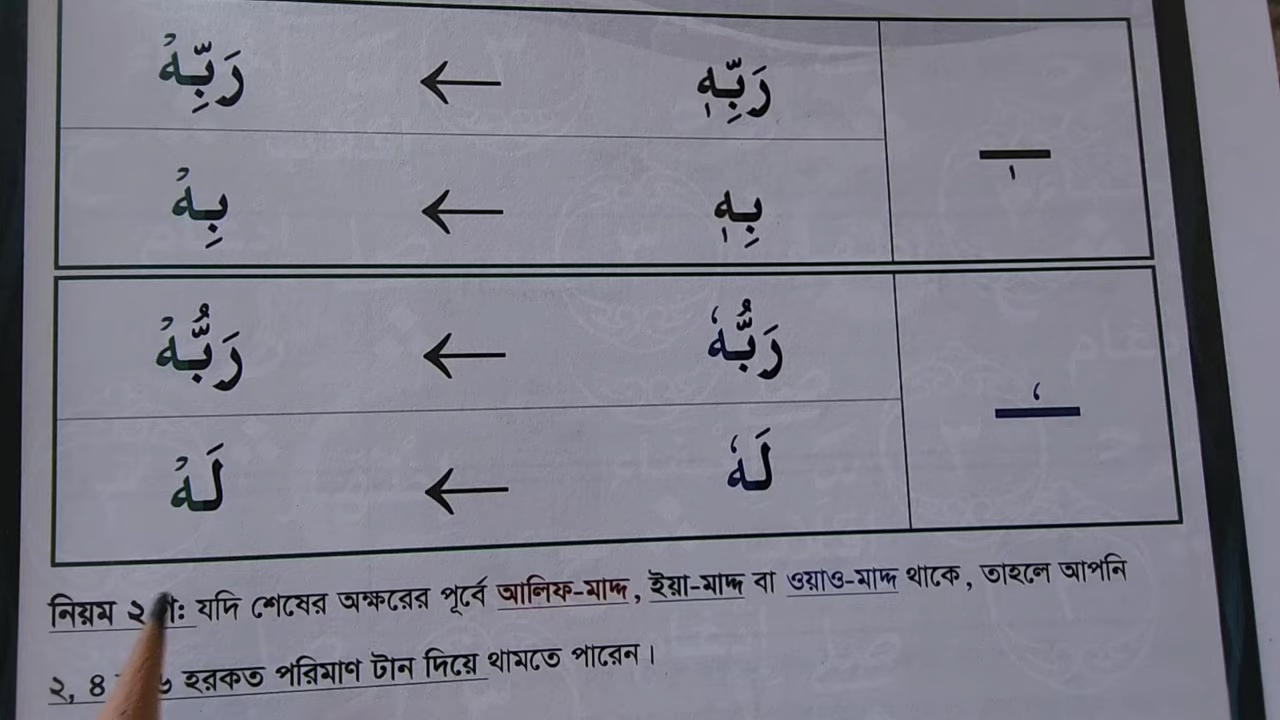 رَبِّهٖ ← رَبِّهْ
بِهٖ ← بِهْ
رَبُّهٗ ← رَبُّهْ
لَهٗ ← لَهْ
নিয়ম ২ যদি শেষের অক্ষরের পূর্বে আলিফ-মাদ্দ, ইয়া-মাদ্দ বা ওয়াও-মাদ্দ থাকে, তাহলে আপনি
২, ৪ হরকত পরিমাণ টান দিয়ে থামতে পারেন।